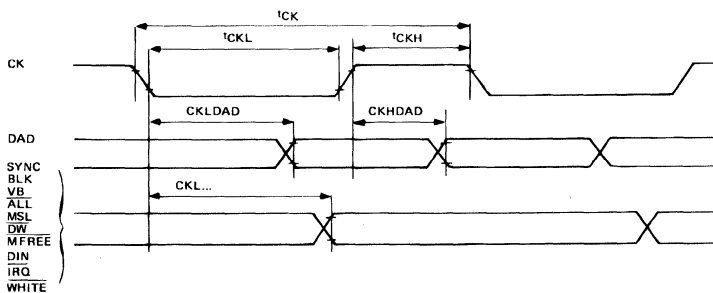 tCK
tCKL
tCKH
CK
CKLDAD
CKHDAD
DAD
SYNC
BLK
VB
ALL
CKL...
MSL
DW
MFREE
DIN
IRQ
WHITE